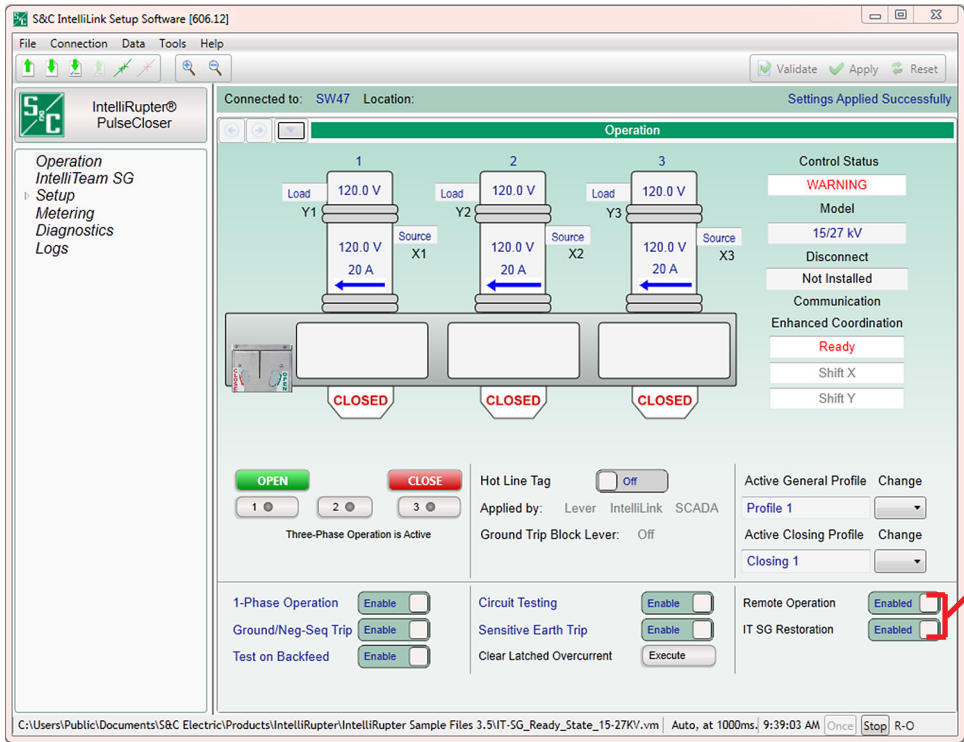 S&C IntelliLink Setup Software [606.12]
File Connection Data Tools Help
Validate Apply Reset
S&C IntelliRupter®
PulseCloser
Connected to: SW47 Location: Settings Applied Successfully
Operation
Operation
IntelliTeam SG
Setup
Metering
Diagnostics
Logs
1 2 3
Load 120.0 V Load 120.0 V Load 120.0 V
Y1 Y2 Y3
Source Source Source
120.0 V X1 120.0 V X2 120.0 V X3
20 A 20 A 20 A
CLOSED OPEN
CLOSED CLOSED CLOSED
Control Status
WARNING
Model
15/27 kV
Disconnect
Not Installed
Communication
Enhanced Coordination
Ready
Shift X
Shift Y
OPEN CLOSE
1 2 3
Three-Phase Operation is Active
Hot Line Tag Off
Applied by: Lever IntelliLink SCADA
Ground Trip Block Lever: Off
Active General Profile Change
Profile 1
Active Closing Profile Change
Closing 1
1-Phase Operation Enable
Ground/Neg-Seq Trip Enable
Test on Backfeed Enable
Circuit Testing Enable
Sensitive Earth Trip Enable
Clear Latched Overcurrent Execute
Remote Operation Enabled
IT SG Restoration Enabled
C:\Users\Public\Documents\S&C Electric\Products\IntelliRupter\IntelliRupter Sample Files 3.5\IT-SG_Ready_State_15-27KV.vm Auto, at 1000ms. 9:39:03 AM Once Stop R-O